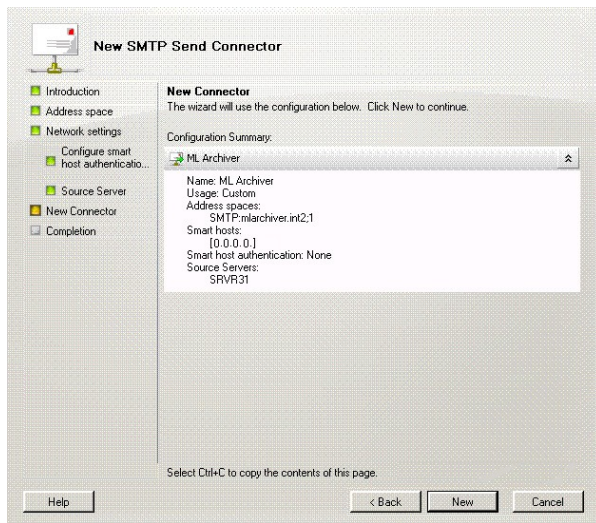 New SMTP Send Connector
Introduction
Address space
Network settings
Configure smart
host authenticatio...
Source Server
New Connector
Completion
New Connector
The wizard will use the configuration below. Click New to continue.
Configuration Summary:
ML Archiver
Name: ML Archiver
Usage: Custom
Address spaces:
SMTP:mlarchiver.int2;1
Smart hosts:
[0.0.0.0.]
Smart host authentication: None
Source Servers:
SRVR31
Select Ctrl+C to copy the contents of this page.
Help
< Back
New
Cancel